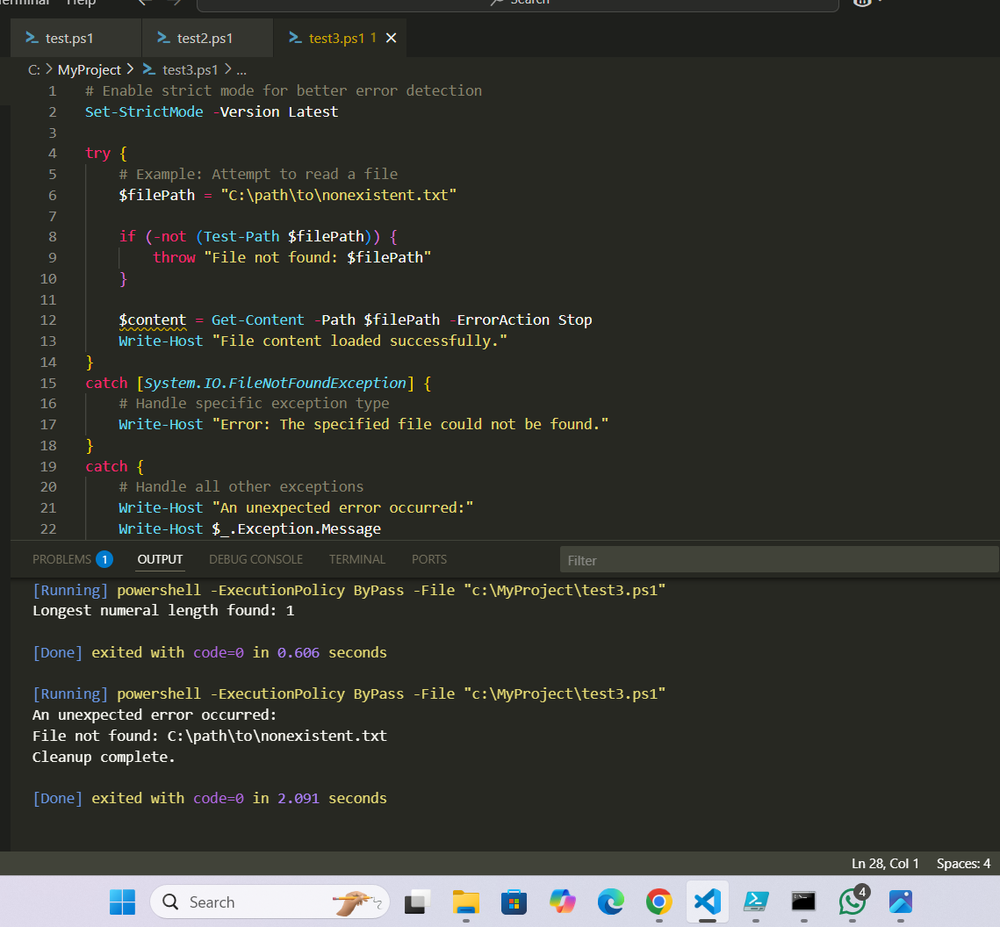 Help
Search
test.ps1
test2.ps1
test3.ps1 1
C: > MyProject > test3.ps1 > ...
1 # Enable strict mode for better error detection
2 Set-StrictMode -Version Latest
3
4 try {
5 # Example: Attempt to read a file
6 $filePath = "C:\path\to\nonexistent.txt"
7
8 if (-not (Test-Path $filePath)) {
9 throw "File not found: $filePath"
10 }
11
12 $content = Get-Content -Path $filePath -ErrorAction Stop
13 Write-Host "File content loaded successfully."
14 }
15 catch [System.IO.FileNotFoundException] {
16 # Handle specific exception type
17 Write-Host "Error: The specified file could not be found."
18 }
19 catch {
20 # Handle all other exceptions
21 Write-Host "An unexpected error occurred:"
22 Write-Host $_.Exception.Message
PROBLEMS 1 OUTPUT DEBUG CONSOLE TERMINAL PORTS Filter
[Running] powershell -ExecutionPolicy ByPass -File "c:\MyProject\test3.ps1"
Longest numeral length found: 1
[Done] exited with code=0 in 0.606 seconds
[Running] powershell -ExecutionPolicy ByPass -File "c:\MyProject\test3.ps1"
An unexpected error occurred:
File not found: C:\path\to\nonexistent.txt
Cleanup complete.
[Done] exited with code=0 in 2.091 seconds
Ln 28, Col 1 Spaces: 4
Search
4